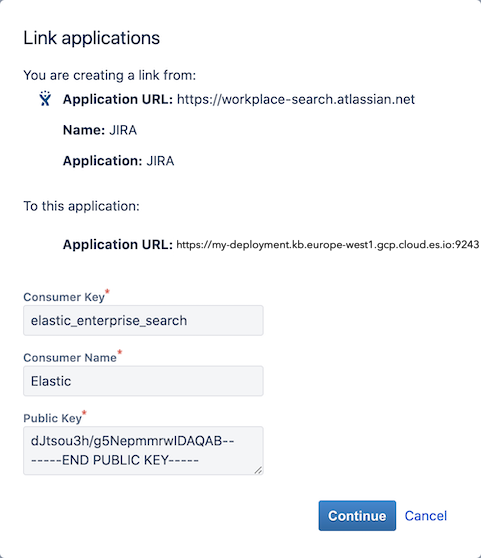 Link applications
You are creating a link from:
Application URL: https://workplace-search.atlassian.net
Name: JIRA
Application: JIRA
To this application:
Application URL: https://my-deployment.kb.europe-west1.gcp.cloud.es.io:9243
Consumer Key*
elastic_enterprise_search
Consumer Name*
Elastic
Public Key*
dJtsou3h/g5NepmmrwIDAQAB--
------END PUBLIC KEY-----
Continue Cancel